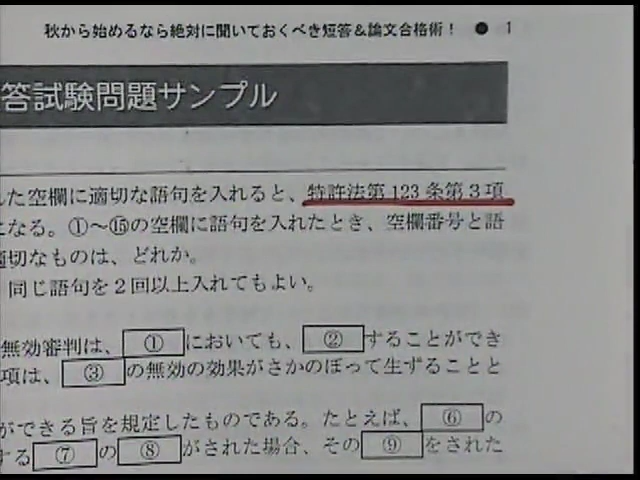 秋から始めるなら絶対に聞いておくべき短答&論文合格術! ● 1
答試験問題サンプル
した空欄に適切な語句を入れると、特許法第123条第3項
になる。①~⑮の空欄に語句を入れたとき、空欄番号と語
適切なものは、どれか。
同じ語句を2回以上入れてもよい。
無効審判は、①においても、②することができ
項は、③の無効の効果がさかのぼって生ずることと
ができる旨を規定したものである。たとえば、⑥の
する⑦の⑧がされた場合、その⑨をされた